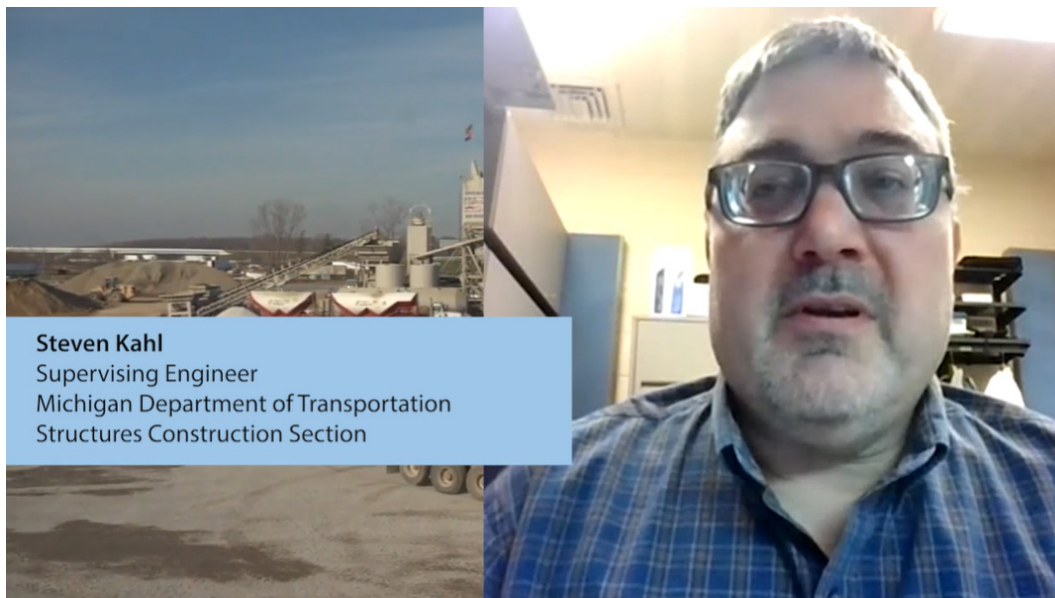 Steven Kahl
Supervising Engineer
Michigan Department of Transportation
Structures Construction Section